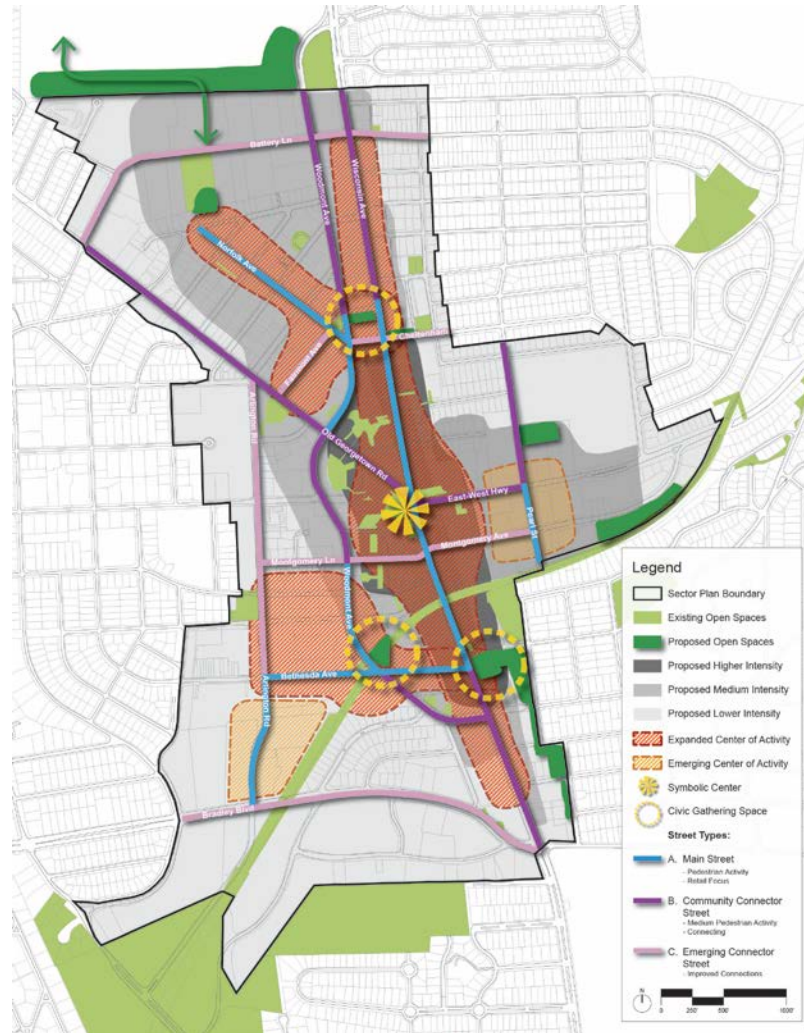 Battery Ln
Woodmont Ave
Wisconsin Ave
Norfolk Ave
Fairmont Ave
Arlington Rd
Old Georgetown Rd
East-West Hwy
Pearl St
Montgomery Ave
Montgomery Ln
Woodmont Ave
Bethesda Ave
Arlington Rd
Bradley Blvd
Legend
Sector Plan Boundary
Existing Open Spaces
Proposed Open Spaces
Proposed Higher Intensity
Proposed Medium Intensity
Proposed Lower Intensity
Expanded Center of Activity
Emerging Center of Activity
Symbolic Center
Civic Gathering Space
Street Types:
A. Main Street
- Pedestrian Activity
- Retail Focus
B. Community Connector
Street
- Medium Pedestrian Activity
- Connecting
C. Emerging Connector
Street
- Improved Connections
N
0 250 500 1000'